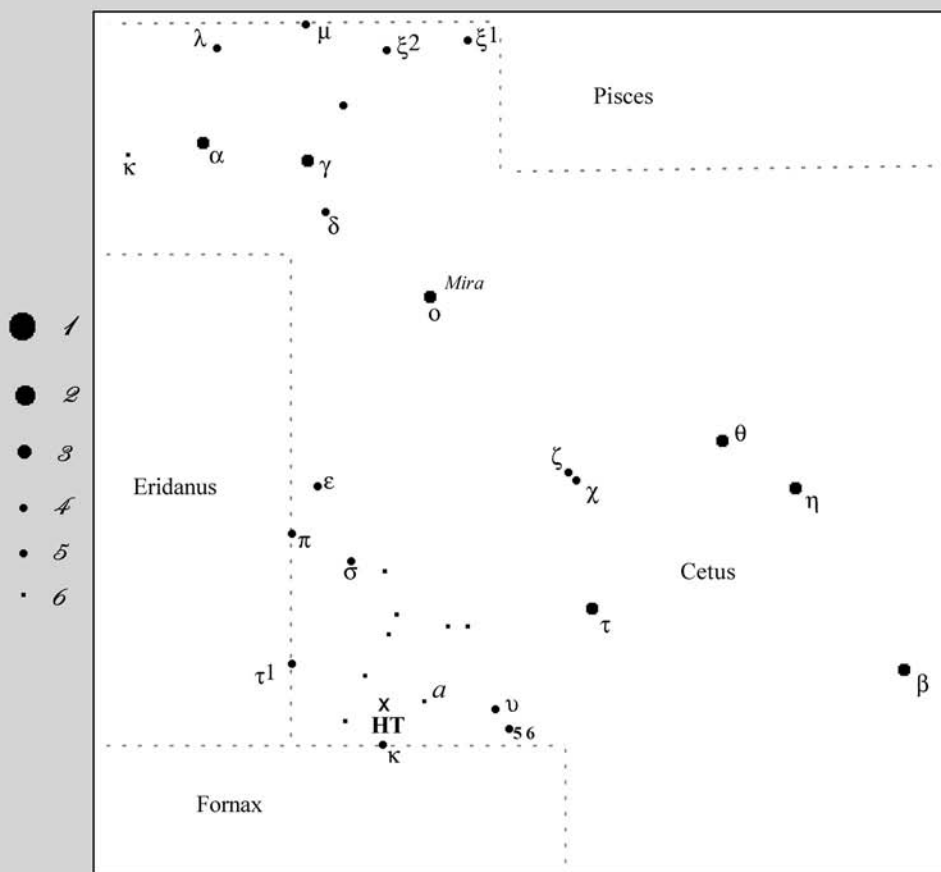 λ
μ
ξ2
ξ1
Pisces
κ
α
γ
δ
Mira
ο
1
2
3
4
5
6
Eridanus
ε
ζ
χ
θ
η
π
σ
Cetus
τ
τ1
a
β
HT
υ
56
κ
Fornax